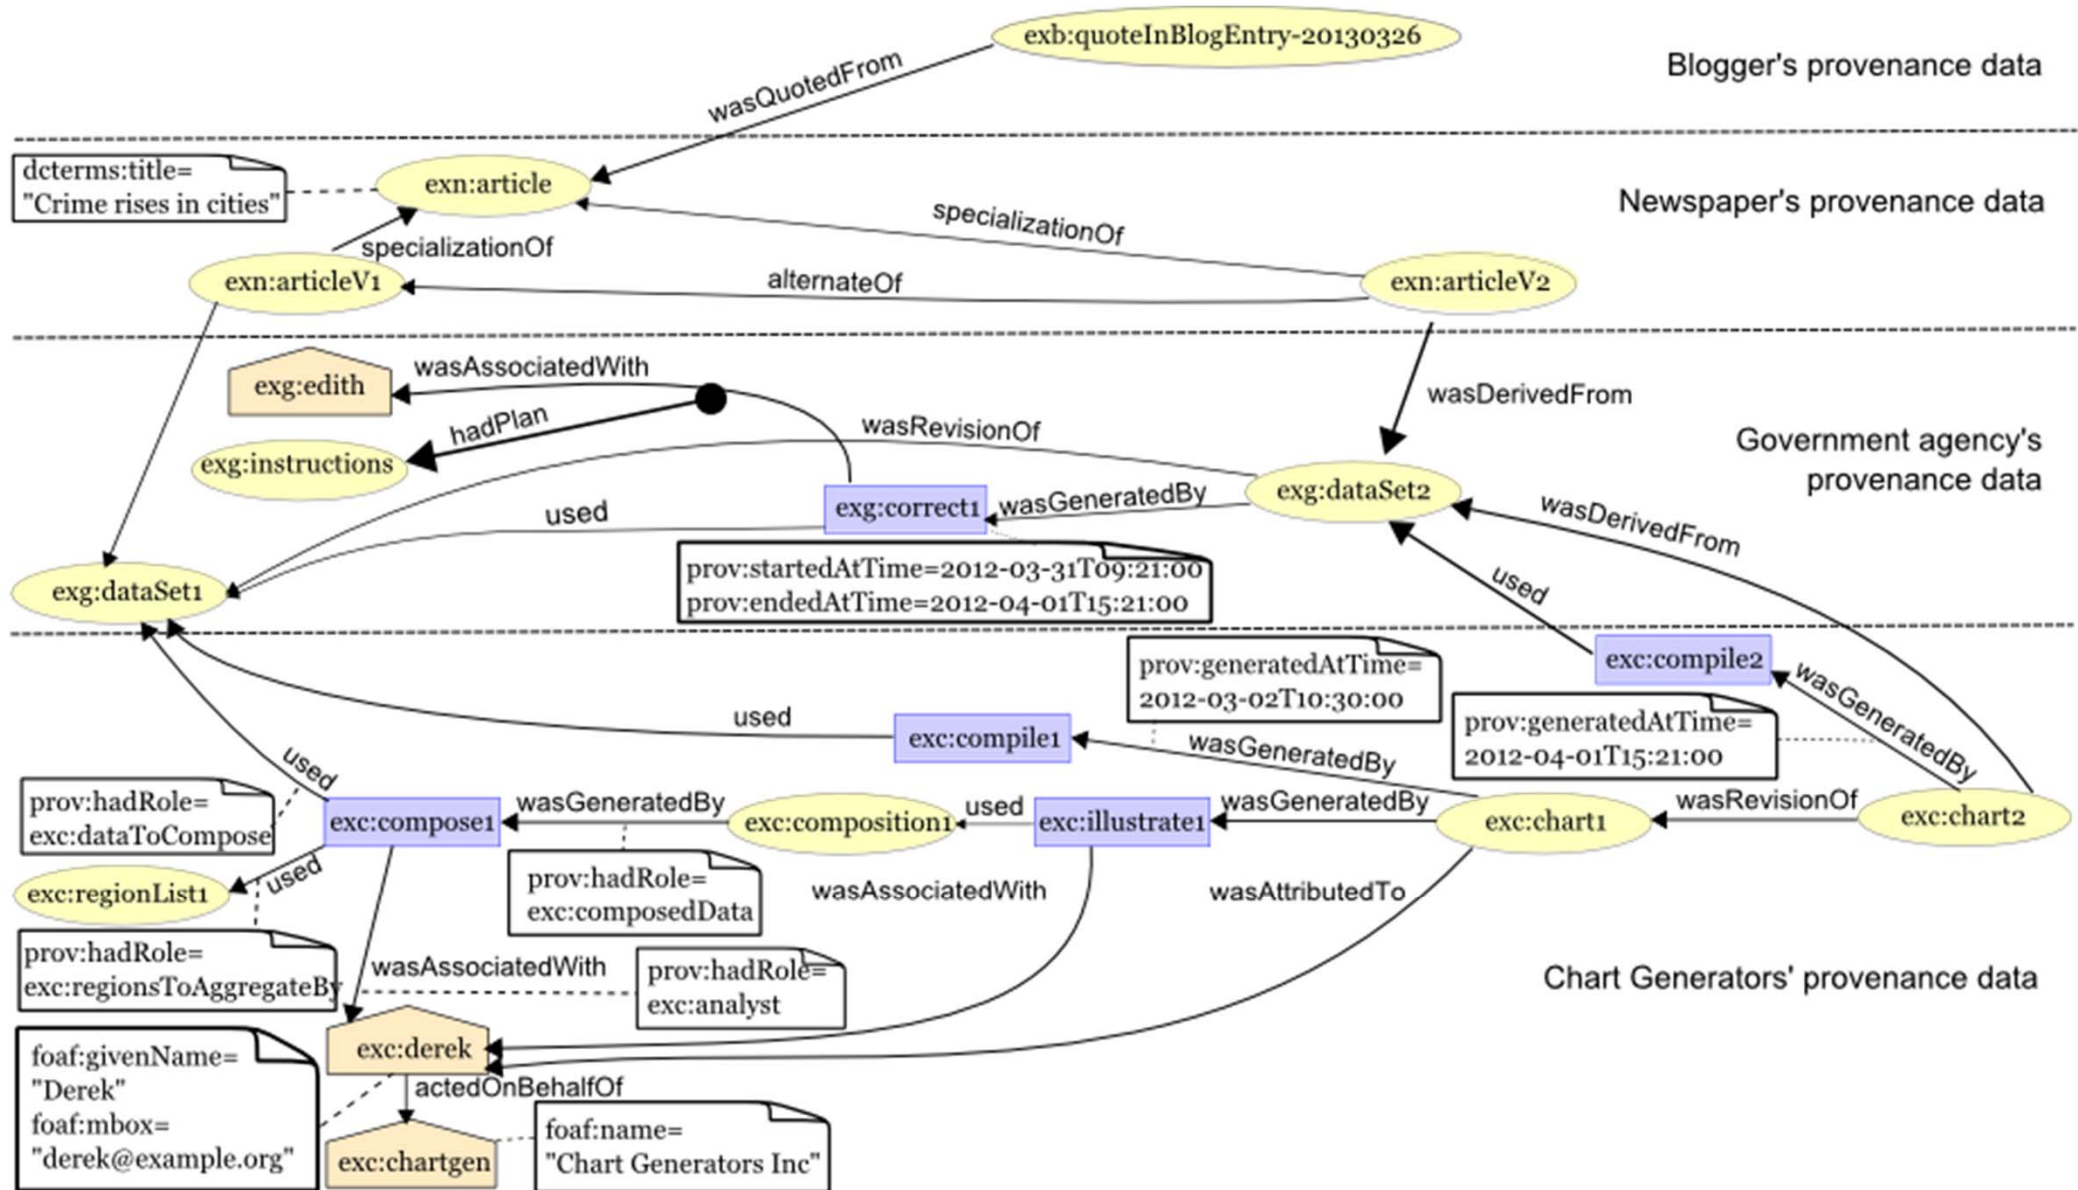 exb:quoteInBlogEntry-20130326
Blogger's provenance data
wasQuotedFrom
dcterms:title=
"Crime rises in cities"
exn:article
Newspaper's provenance data
specializationOf
specializationOf
exn:articleV1
alternateOf
exn:articleV2
exg:edith
wasAssociatedWith
wasDerivedFrom
hadPlan
wasRevisionOf
Government agency's
provenance data
exg:instructions
exg:dataSet2
used
exg:correct1
wasGeneratedBy
wasDerivedFrom
prov:startedAtTime=2012-03-31T09:21:00
prov:endedAtTime=2012-04-01T15:21:00
used
exg:dataSet1
prov:generatedAtTime=
2012-03-02T10:30:00
exc:compile2
wasGeneratedBy
used
exc:compile1
wasGeneratedBy
prov:generatedAtTime=
2012-04-01T15:21:00
used
prov:hadRole=
exc:dataToCompose
exc:compose1
wasGeneratedBy
exc:composition1
used
exc:illustrate1
wasGeneratedBy
exc:chart1
wasRevisionOf
exc:chart2
exc:regionList1
used
prov:hadRole=
exc:composedData
wasAssociatedWith
wasAttributedTo
prov:hadRole=
exc:regionsToAggregateBy
wasAssociatedWith
prov:hadRole=
exc:analyst
Chart Generators' provenance data
foaf:givenName=
"Derek"
foaf:mbox=
"derek@example.org"
exc:derek
actedOnBehalfOf
exc:chartgen
foaf:name=
"Chart Generators Inc"